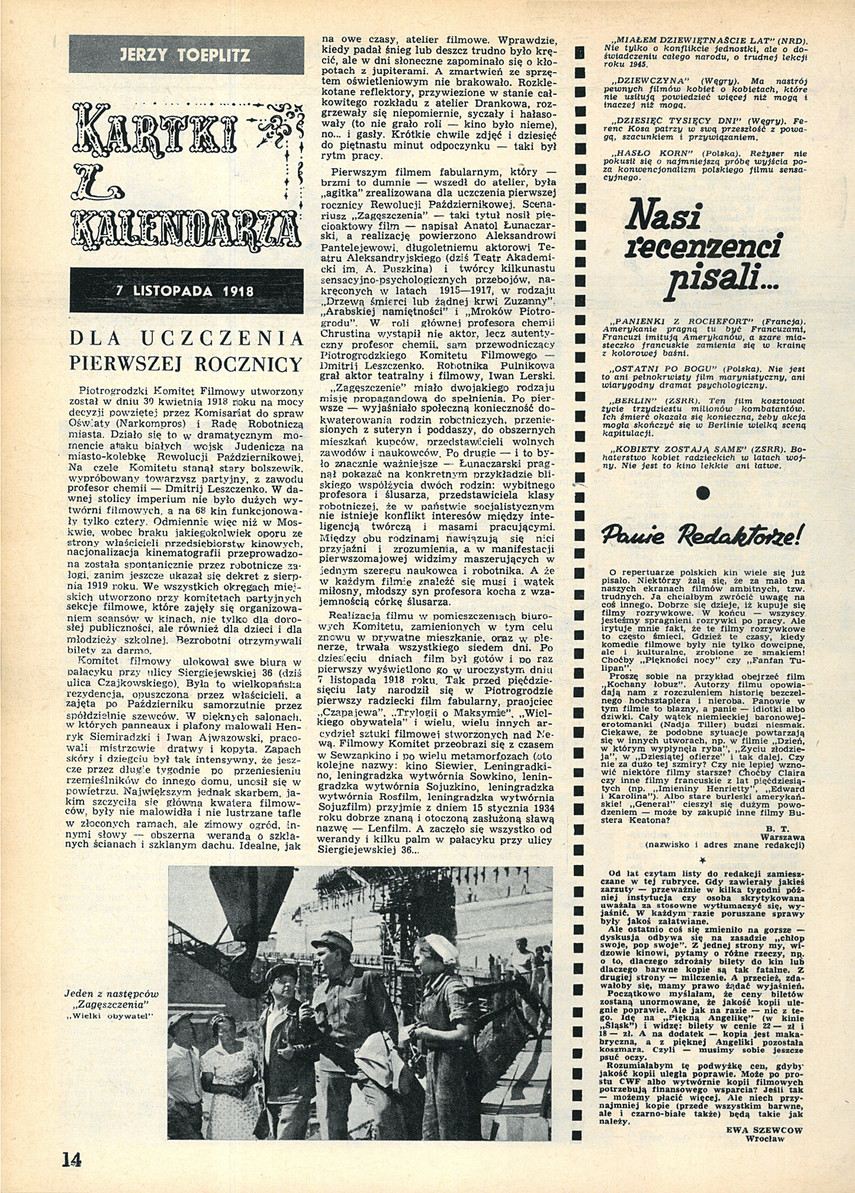 JERZY TOEPLITZ
KARTKI
Z
KALENDARZA
7 LISTOPADA 1918
DLA UCZCZENIA
PIERWSZEJ ROCZNICY
Piotrogrodzki Komitet Filmowy utworzony
został w dniu 30 kwietnia 1918 roku na mocy
decyzji powziętej przez Komisariat do spraw
Oświaty (Narkompros) i Radę Robotniczą
miasta. Działo się to w dramatycznym mo-
mencie ataku białych wojsk Judenicza na
miasto-kolebkę Rewolucji Październikowej.
Na czele Komitetu stanął stary bolszewik,
wypróbowany towarzysz partyjny, z zawodu
profesor chemii — Dmitrij Leszczenko. W da-
wnej stolicy imperium nie było dużych wy-
twórni filmowych, a na 68 kin funkcjonowa-
ły tylko cztery. Odmiennie więc niż w Mos-
kwie, wobec braku jakiegokolwiek oporu ze
strony właścicieli przedsiębiorstw kinowych,
nacjonalizacja kinematografii przeprowadzo-
na została spontanicznie przez robotnicze za-
łogi, zanim jeszcze ukazał się dekret z sierp-
nia 1919 roku. We wszystkich okręgach miej-
skich utworzono przy komitetach partyjnych
sekcje filmowe, które zajęły się organizowa-
niem seansów w kinach, nie tylko dla doro-
słej publiczności, ale również dla dzieci i dla
młodzieży szkolnej. Bezrobotni otrzymywali
bilety za darmo.
Komitet filmowy ulokował swe biura w
pałacyku przy ulicy Siergiejewskiej 36 (dziś
ulica Czajkowskiego). Była to wielkopańska
rezydencja, opuszczona przez właścicieli, a
zajęta po Październiku samorzutnie przez
spółdzielnię szewców. W pięknych salonach,
w których panneaux i plafony malowali Hen-
ryk Siemiradzki i Iwan Ajwazowski, praco-
wali mistrzowie dratwy i kopyta. Zapach
skóry i dziegciu był tak intensywny, że jesz-
cze przez długie tygodnie po przeniesieniu
rzemieślników do innego domu, unosił się w
powietrzu. Największym jednak skarbem, ja-
kim szczyciła się główna kwatera filmow-
ców, były nie malowidła i nie lustrzane tafle
w złoconych ramach, ale zimowy ogród, in-
nymi słowy — obszerna weranda o szkla-
nych ścianach i szklanym dachu. Idealne, jak
na owe czasy, atelier filmowe. Wprawdzie,
kiedy padał śnieg lub deszcz trudno było krę-
cić, ale w dni słoneczne zapominało się o kło-
potach z jupiterami. A zmartwień ze sprzę-
tem oświetleniowym nie brakowało. Rozkle-
kotane reflektory, przywiezione w stanie cał-
kowitego rozkładu z atelier Drankowa, roz-
grzewały się niepomiernie, syczały i hałaso-
wały (to nie grało roli — kino było nieme),
no... i gasły. Krótkie chwile zdjęć i dziesięć
do piętnastu minut odpoczynku — taki był
rytm pracy.
Pierwszym filmem fabularnym, który —
brzmi to dumnie — wszedł do atelier, była
„agitka” zrealizowana dla uczczenia pierwszej
rocznicy Rewolucji Październikowej. Scena-
riusz „Zagęszczenia” — taki tytuł nosił pię-
cioaktowy film — napisał Anatol Łunaczar-
ski, a realizację powierzono Aleksandrowi
Pantelejewowi, długoletniemu aktorowi Te-
atru Aleksandryjskiego (dziś Teatr Akademi-
cki im. A. Puszkina) i twórcy kilkunastu
sensacyjno-psychologicznych przebojów, na-
kręconych w latach 1915—1917, w rodzaju
„Drzewa śmierci lub żądnej krwi Zuzanny”,
„Arabskiej namiętności” i „Mroków Piotro-
grodu”. W roli głównej profesora chemii
Chrustina wystąpił nie aktor, lecz autenty-
czny profesor chemii, sam przewodniczący
Piotrogrodzkiego Komitetu Filmowego —
Dmitrij Leszczenko. Robotnika Pulnikowa
grał aktor teatralny i filmowy, Iwan Lerski.
„Zagęszczenie” miało dwojakiego rodzaju
misję propagandową do spełnienia. Po pier-
wsze — wyjaśniało społeczną konieczność do-
kwaterowania rodzin robotniczych, przenie-
sionych z suteryn i poddaszy, do obszernych
mieszkań kupców, przedstawicieli wolnych
zawodów i naukowców. Po drugie — i to by-
ło znacznie ważniejsze — Łunaczarski prag-
nął pokazać na konkretnym przykładzie bli-
skiego współżycia dwóch rodzin: wybitnego
profesora i ślusarza, przedstawiciela klasy
robotniczej, że w państwie socjalistycznym
nie istnieje konflikt interesów między inte-
ligencją twórczą i masami pracującymi.
Między obu rodzinami nawiązują się nici
przyjaźni i zrozumienia, a w manifestacji
pierwszomajowej widzimy maszerujących w
jednym szeregu naukowca i robotnika. A że
w każdym filmie znaleźć się musi i wątek
miłosny, młodszy syn profesora kocha z wza-
jemnością córkę ślusarza.
Realizacja filmu w pomieszczeniach biuro-
wych Komitetu, zamienionych w tym celu
znowu w prywatne mieszkanie, oraz w ple-
nerze, trwała wszystkiego siedem dni. Po
dziesięciu dniach film był gotów i po raz
pierwszy wyświetlono go w uroczystym dniu
7 listopada 1918 roku. Tak przed pięćdzie-
sięciu laty narodził się w Piotrogrodzie
pierwszy radziecki film fabularny, praojciec
„Czapajewa”, „Trylogii o Maksymie”, „Wiel-
kiego obywatela” i wielu, wielu innych ar-
cydzieł sztuki filmowej stworzonych nad Ne-
wą. Filmowy Komitet przeobrazi się z czasem
w Sewzapkino i po wielu metamorfozach (oto
kolejne nazwy: kino Siewier, Leningradki-
no, leningradzka wytwórnia Sowkino, lenin-
gradzka wytwórnia Sojuzkino, leningradzka
wytwórnia Rosfilm, leningradzka wytwórnia
Sojuzfilm) przyjmie z dniem 15 stycznia 1934
roku dobrze znaną i otoczoną zasłużoną sławą
nazwę — Lenfilm. A zaczęło się wszystko od
werandy i kilku palm w pałacyku przy ulicy
Siergiejewskiej 36...
Jeden z następców
„Zagęszczenia”
„Wielki obywatel”
14
„MIAŁEM DZIEWIĘTNAŚCIE LAT” (NRD).
Nie tylko o konflikcie jednostki, ale o do-
świadczeniu całego narodu, o trudnej lekcji
roku 1945.
„DZIEWCZYNA” (Węgry). Ma nastrój
pewnych filmów kobiet o kobietach, które
nie usiłują powiedzieć więcej niż mogą i
inaczej niż mogą.
„DZIESIĘĆ TYSIĘCY DNI” (Węgry). Fe-
renc Kosa patrzy w swą przeszłość z powa-
gą, szacunkiem i przywiązaniem.
„HASŁO KORN” (Polska). Reżyser nie
pokusił się o najmniejszą próbę wyjścia po-
za konwencjonalizm polskiego filmu sensa-
cyjnego.
Nasi
recenzenci
pisali...
„PANIENKI Z ROCHEFORT” (Francja).
Amerykanie pragną tu być Francuzami,
Francuzi imitują Amerykanów, a szare mia-
steczko francuskie zamienia się w krainę
z kolorowej baśni.
„OSTATNI PO BOGU” (Polska). Nie jest
to ani pełnokrwisty film marynistyczny, ani
wiarygodny dramat psychologiczny.
„BERLIN” (ZSRR). Ten film kosztował
życie trzydziestu milionów kombatantów.
Ich śmierć okazała się konieczna, żeby akcja
mogła skończyć się w Berlinie wielką sceną
kapitulacji.
„KOBIETY ZOSTAJĄ SAME” (ZSRR). Bo-
haterstwo kobiet radzieckich w latach woj-
ny. Nie jest to kino lekkie ani łatwe.
Panie Redaktorze!
O repertuarze polskich kin wiele się już
pisało. Niektórzy żalą się, że za mało na
naszych ekranach filmów ambitnych, tzw.
trudnych. Ja chciałbym zwrócić uwagę na
coś innego. Dobrze się dzieje, iż kupuje się
filmy rozrywkowe. W końcu — wszyscy
jesteśmy spragnieni rozrywki po pracy. Ale
irytuje mnie fakt, że te filmy rozrywkowe
to często śmieci. Gdzież te czasy, kiedy
komedie filmowe były nie tylko dowcipne,
ale i kulturalne, zrobione ze smakiem!
Choćby „Piękności nocy” czy „Fanfan Tu-
lipan”.
Proszę sobie na przykład obejrzeć film
„Kochany łobuz”. Autorzy filmu opowia-
dają nam z rozczuleniem historię bezczel-
nego hochsztaplera i nieroba. Panowie w
tym filmie to błazny, a panie — idiotki albo
dziwki. Cały wątek niemieckiej baronowej-
erotomanki (Nadja Tiller) budzi niesmak.
Ciekawe, że podobne sytuacje powtarzają
się w innych utworach, np. w filmie „Dzień,
w którym wypłynęła ryba”, „Życiu złodzie-
ja”, w „Dziesiątej ofierze” i tak dalej. Czy
nie za dużo tej szmiry? Czy nie lepiej wzno-
wić niektóre filmy starsze? Choćby Claira
czy inne filmy francuskie z lat pięćdziesią-
tych (np. „Imieniny Henrietty”, „Edward
i Karolina”). Albo stare burleski amerykań-
skie! „Generał” cieszył się dużym powo-
dzeniem — może by zakupić inne filmy Bu-
stera Keatona?
B. T.
Warszawa
(nazwisko i adres znane redakcji)
★
Od lat czytam listy do redakcji zamiesz-
czane w tej rubryce. Gdy zawierały jakieś
zarzuty — przeważnie w kilka tygodni póź-
niej instytucja czy osoba skrytykowana
uważała za stosowne wytłumaczyć się, wy-
jaśnić. W każdym razie poruszane sprawy
były jakoś załatwiane.
Ale ostatnio coś się zmieniło na gorsze —
dyskusja odbywa się na zasadzie „chłop
swoje, pop swoje”. Z jednej strony my, wi-
dzowie kinowi, pytamy o różne rzeczy, np.
o to, dlaczego zdrożały bilety do kin lub
dlaczego barwne kopie są tak fatalne. Z
drugiej strony — milczenie. A przecież, zda-
wałoby się, mamy prawo żądać wyjaśnień.
Początkowo myślałam, że ceny biletów
zostaną unormowane, że jakość kopii ule-
gnie poprawie. Ale jak na razie — nic z te-
go. Idę na „Piękną Angelikę” (w kinie
„Śląsk”) i widzę: bilety w cenie 22 — zł i
18 — zł. A na dodatek — kopia jest maka-
bryczna, a z pięknej Angeliki pozostała
koszmara. Czyli — musimy sobie jeszcze
psuć oczy.
Rozumiałabym tę podwyżkę cen, gdyby
jakość kopii uległa poprawie. Może po pro-
stu CWF albo wytwórnie kopii filmowych
potrzebują finansowego wsparcia? Jeśli tak
— możemy płacić więcej. Ale niech przy-
najmniej kopie (przede wszystkim barwne,
ale i czarno-białe także) będą takie jak
należy.
EWA SZEWCOW
Wrocław